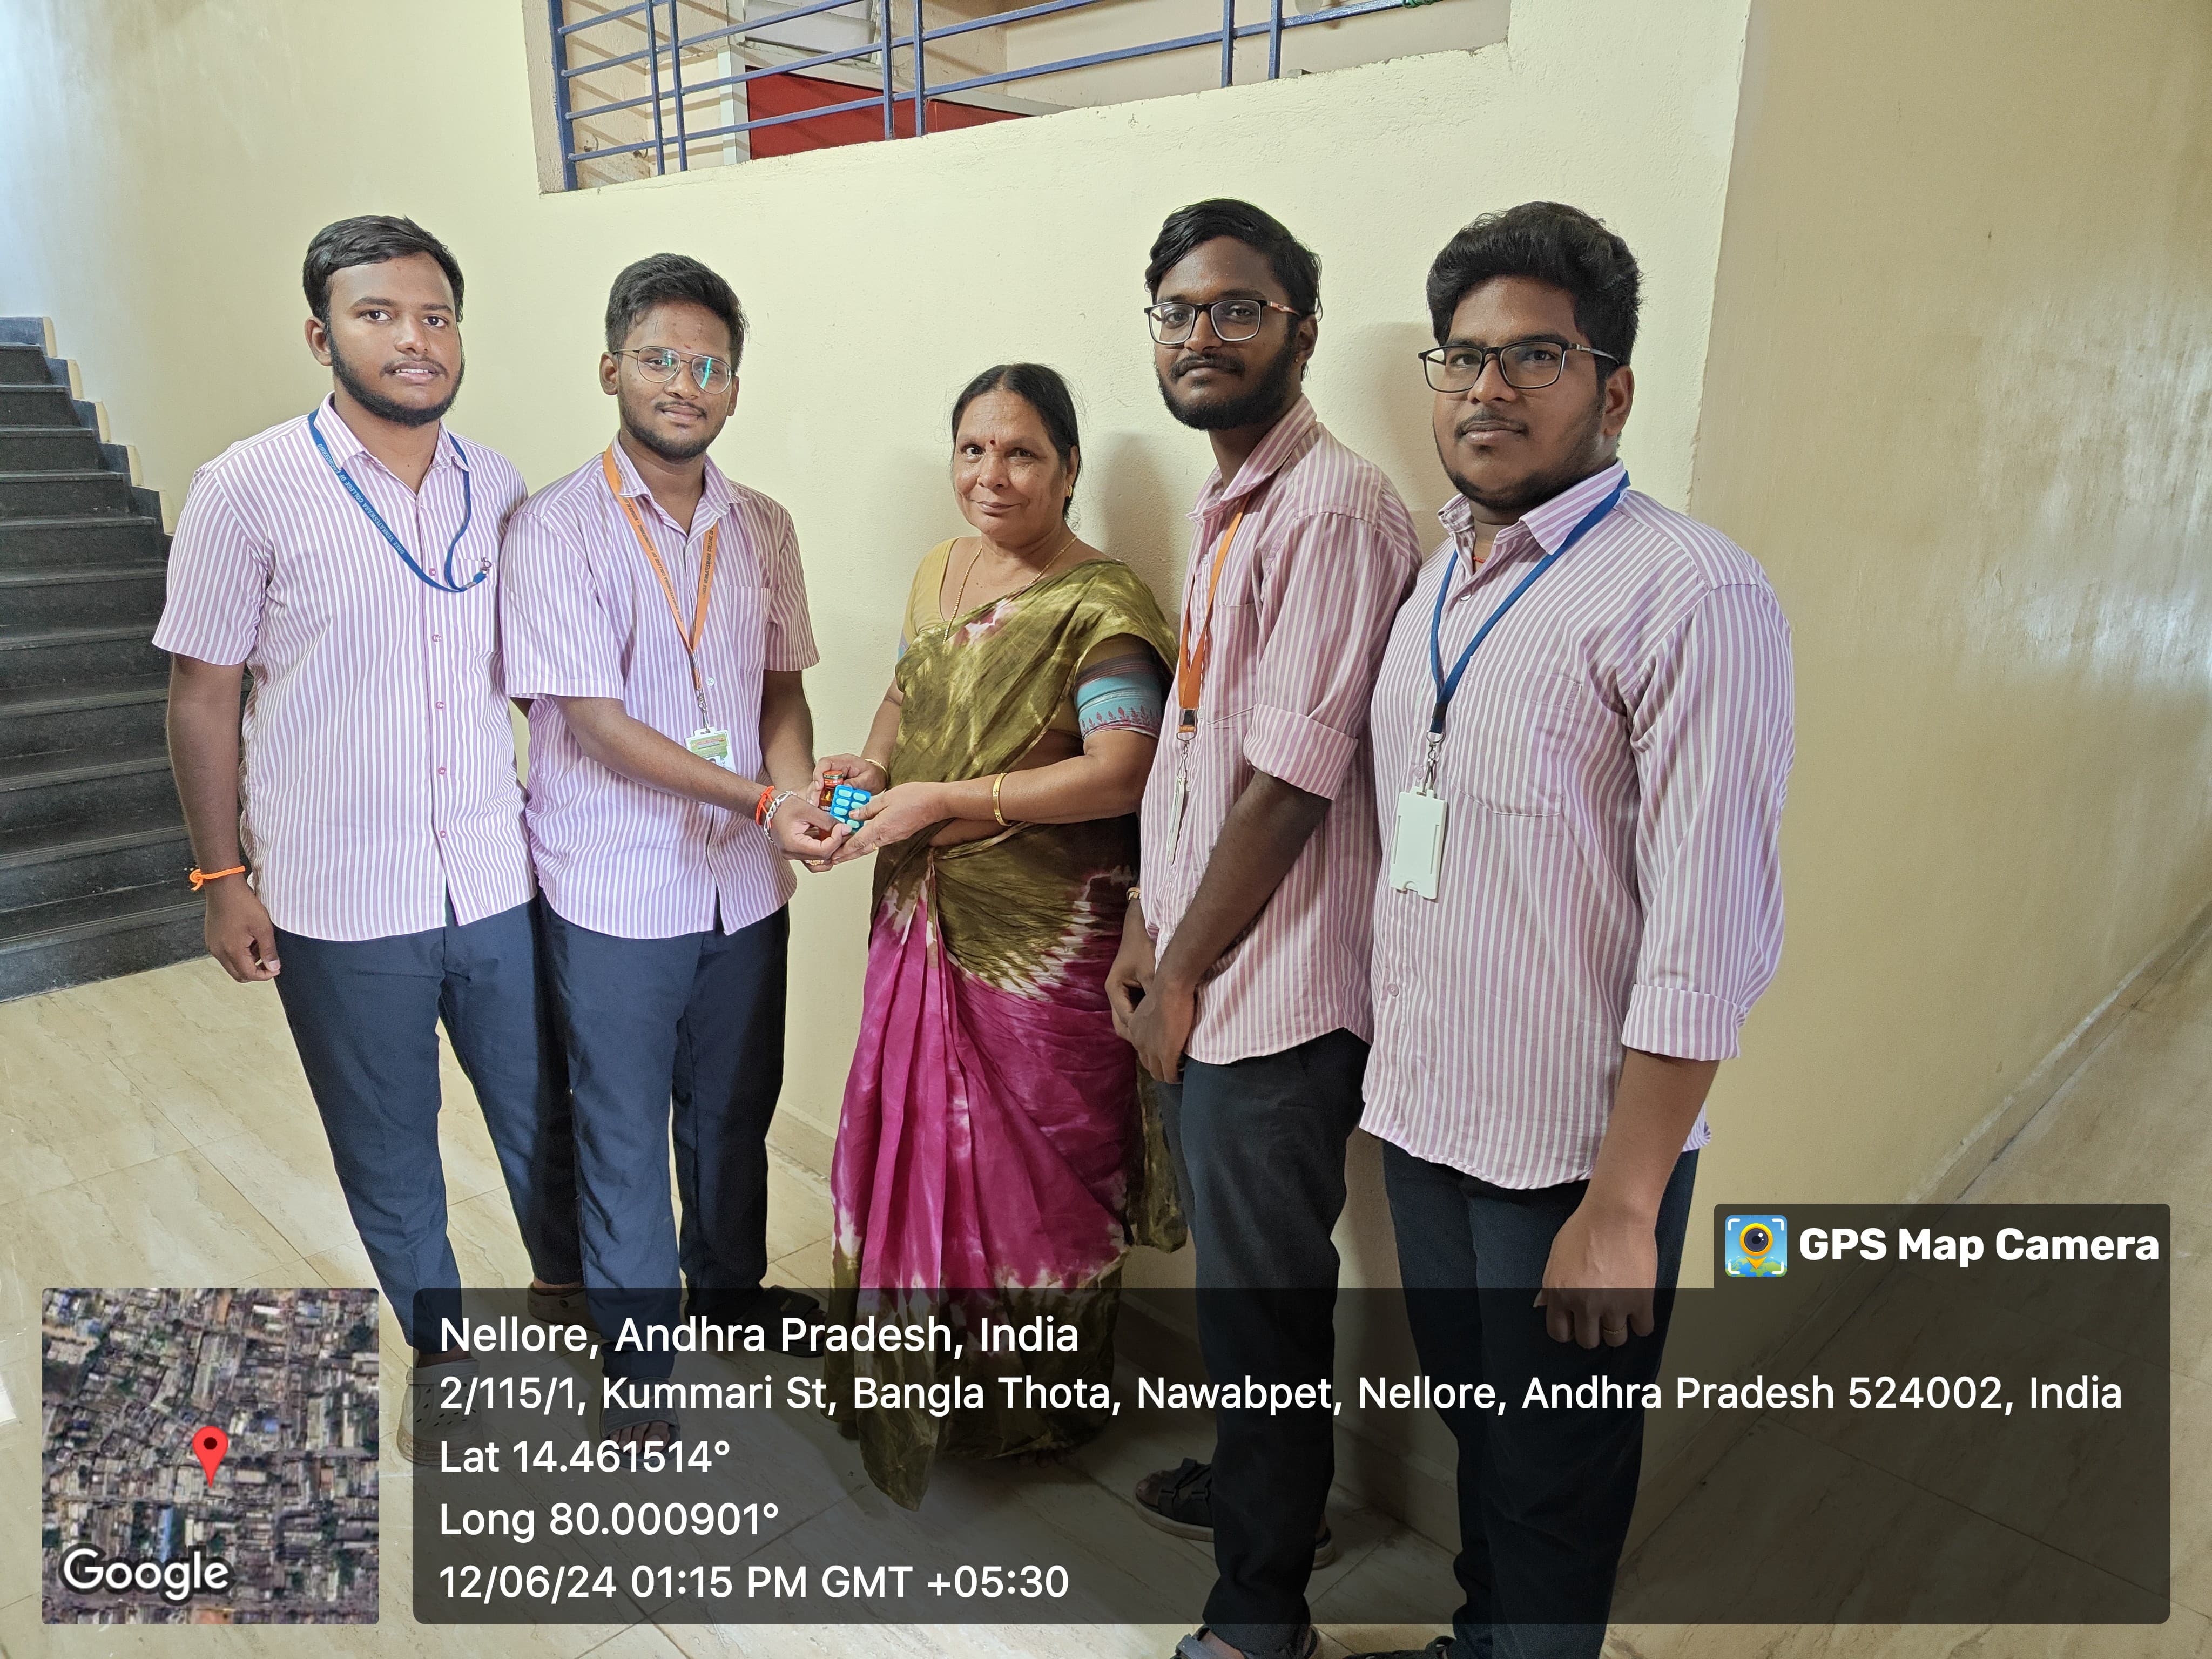 GPS Map Camera
Nellore, Andhra Pradesh, India
2/115/1, Kummari St, Bangla Thota, Nawabpet, Nellore, Andhra Pradesh 524002, India
Lat 14.461514°
Long 80.000901°
12/06/24 01:15 PM GMT +05:30
Google